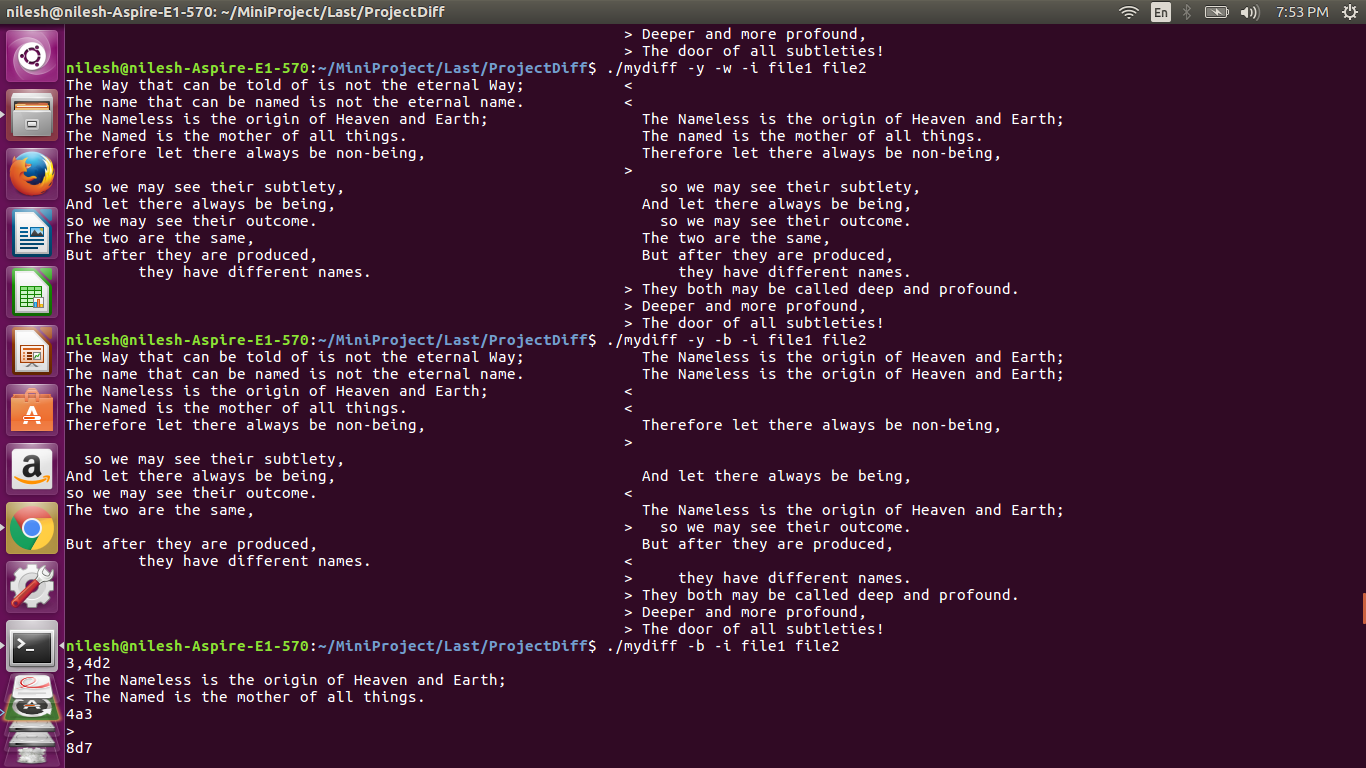 nilesh@nilesh-Aspire-E1-570: ~/MiniProject/Last/ProjectDiff En 7:53 PM
> Deeper and more profound,
> The door of all subtleties!
nilesh@nilesh-Aspire-E1-570:~/MiniProject/Last/ProjectDiff$ ./mydiff -y -w -i file1 file2
The Way that can be told of is not the eternal Way; <
The name that can be named is not the eternal name. <
The Nameless is the origin of Heaven and Earth; The Nameless is the origin of Heaven and Earth;
The Named is the mother of all things. The named is the mother of all things.
Therefore let there always be non-being, Therefore let there always be non-being,
>
so we may see their subtlety, so we may see their subtlety,
And let there always be being, And let there always be being,
so we may see their outcome. so we may see their outcome.
The two are the same, The two are the same,
But after they are produced, But after they are produced,
they have different names. they have different names.
> They both may be called deep and profound.
> Deeper and more profound,
> The door of all subtleties!
nilesh@nilesh-Aspire-E1-570:~/MiniProject/Last/ProjectDiff$ ./mydiff -y -b -i file1 file2
The Way that can be told of is not the eternal Way; The Nameless is the origin of Heaven and Earth;
The name that can be named is not the eternal name. The Nameless is the origin of Heaven and Earth;
The Nameless is the origin of Heaven and Earth; <
The Named is the mother of all things. <
Therefore let there always be non-being, Therefore let there always be non-being,
>
so we may see their subtlety,
And let there always be being, And let there always be being,
so we may see their outcome. <
The two are the same, The Nameless is the origin of Heaven and Earth;
> so we may see their outcome.
But after they are produced, But after they are produced,
they have different names. <
> they have different names.
> They both may be called deep and profound.
> Deeper and more profound,
> The door of all subtleties!
nilesh@nilesh-Aspire-E1-570:~/MiniProject/Last/ProjectDiff$ ./mydiff -b -i file1 file2
3,4d2
< The Nameless is the origin of Heaven and Earth;
< The Named is the mother of all things.
4a3
>
8d7